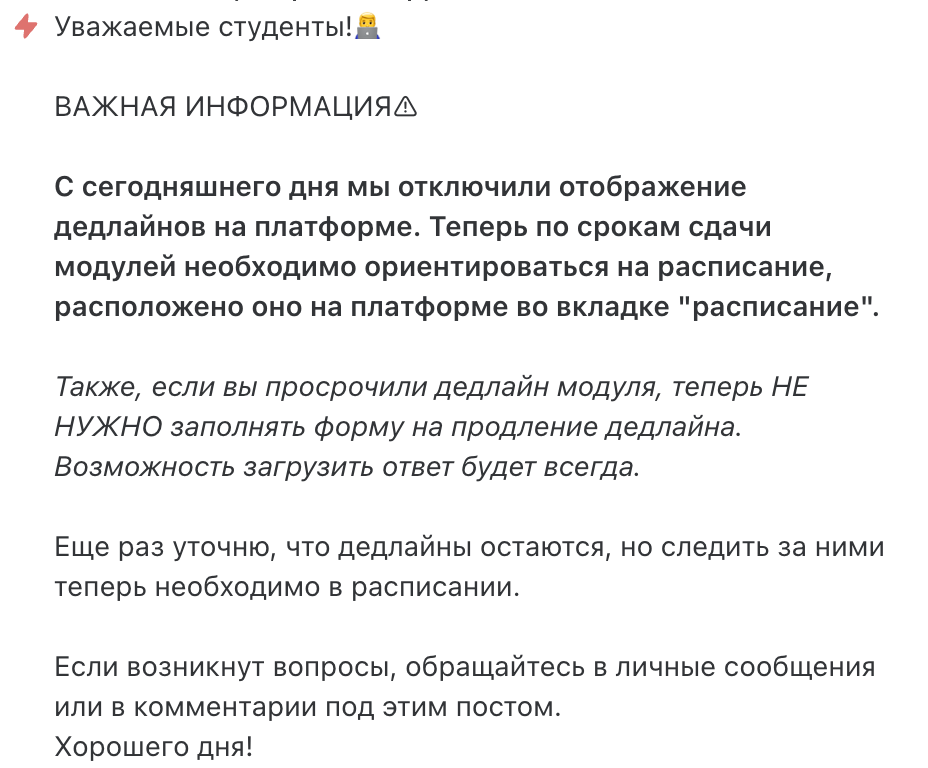 Уважаемые студенты!👨‍💻
ВАЖНАЯ ИНФОРМАЦИЯ⚠
С сегодняшнего дня мы отключили отображение
дедлайнов на платформе. Теперь по срокам сдачи
модулей необходимо ориентироваться на расписание,
расположено оно на платформе во вкладке "расписание".
Также, если вы просрочили дедлайн модуля, теперь НЕ
НУЖНО заполнять форму на продление дедлайна.
Возможность загрузить ответ будет всегда.
Еще раз уточню, что дедлайны остаются, но следить за ними
теперь необходимо в расписании.
Если возникнут вопросы, обращайтесь в личные сообщения
или в комментарии под этим постом.
Хорошего дня!